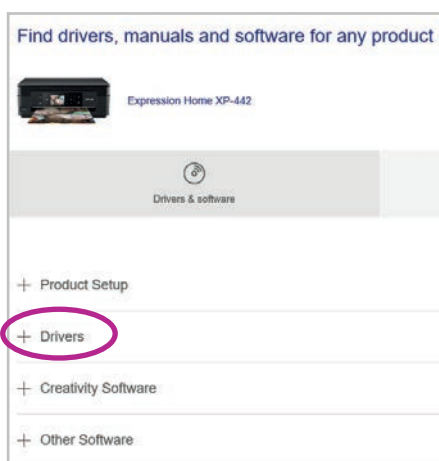 Find drivers, manuals and software for any product
Expression Home XP-442
Drivers & software
+ Product Setup
+ Drivers
+ Creativity Software
+ Other Software